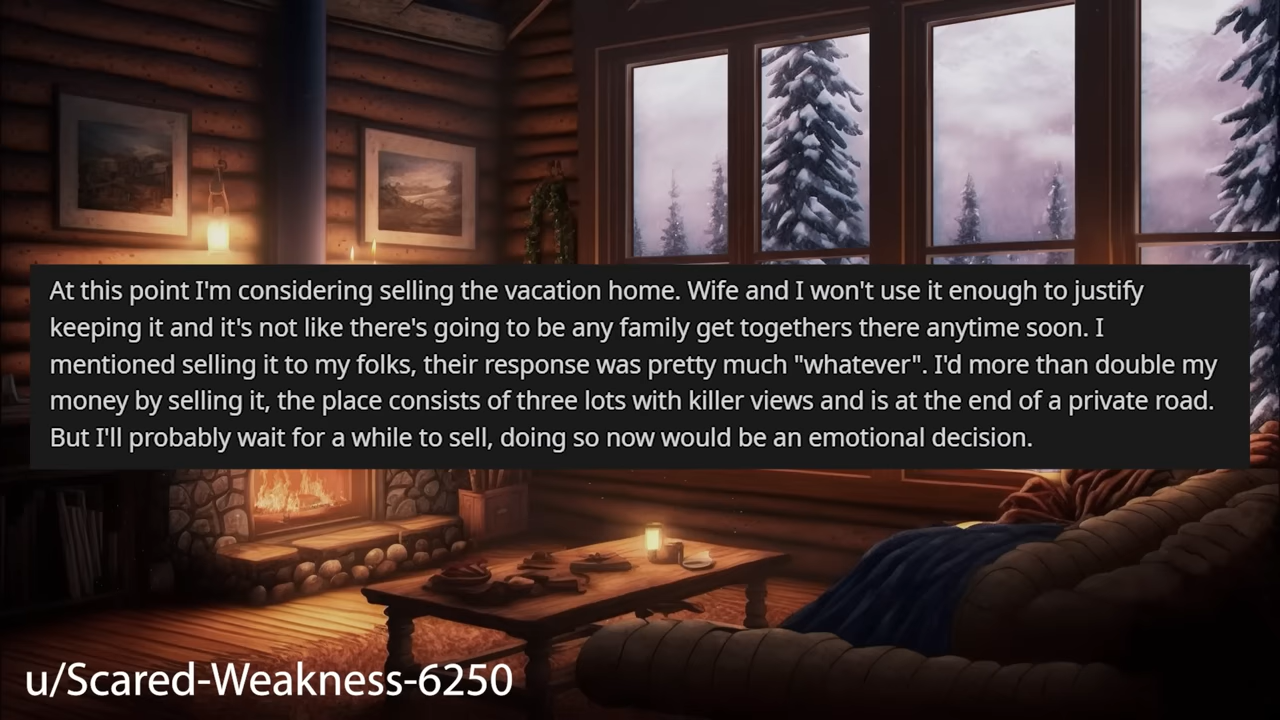 At this point I'm considering selling the vacation home. Wife and I won't use it enough to justify
keeping it and it's not like there's going to be any family get togethers there anytime soon. I
mentioned selling it to my folks, their response was pretty much "whatever". I'd more than double my
money by selling it, the place consists of three lots with killer views and is at the end of a private road.
But I'll probably wait for a while to sell, doing so now would be an emotional decision.
u/Scared-Weakness-6250